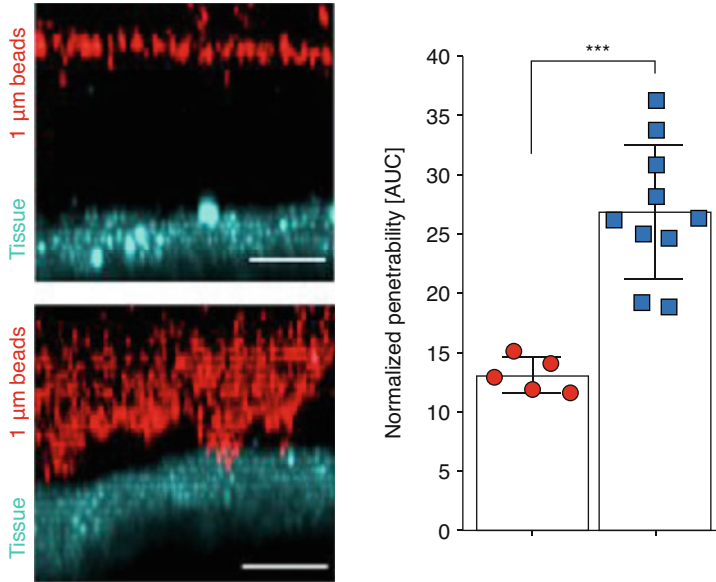 1 µm beads
Tissue
1 µm beads
Tissue
Normalized penetrability [AUC]
40
35
30
25
20
15
10
5
0
***